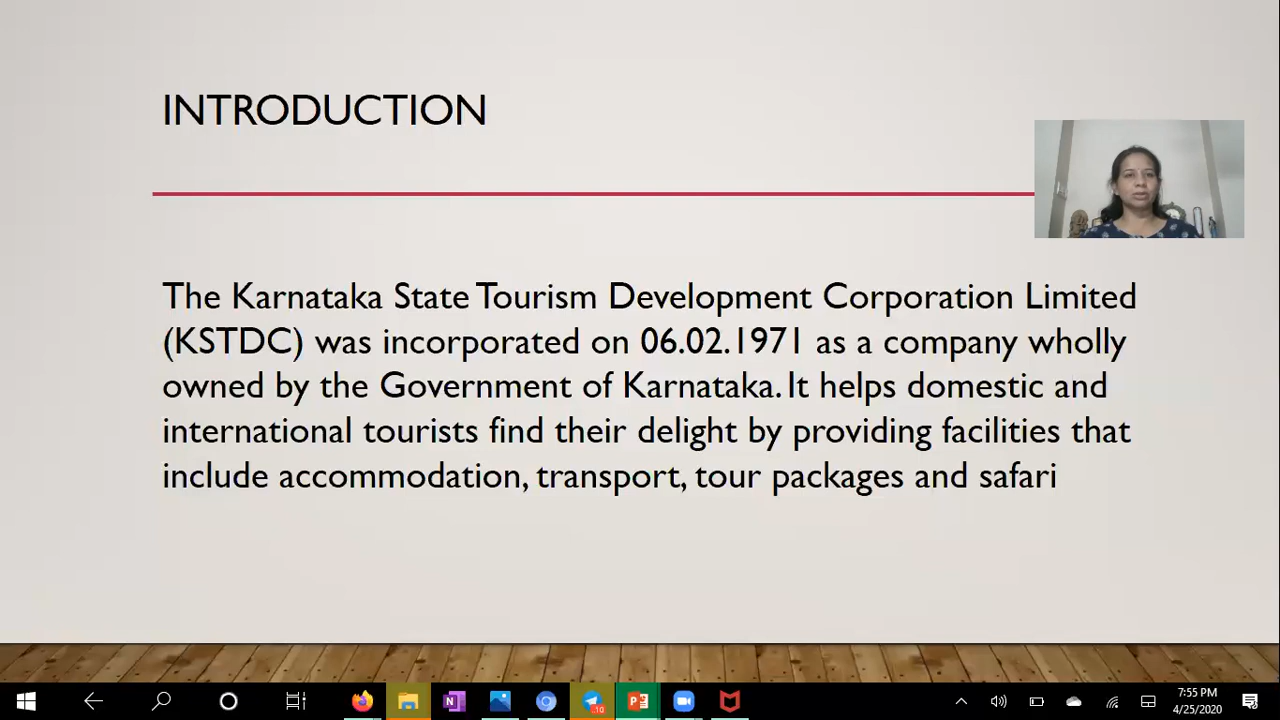 INTRODUCTION
The Karnataka State Tourism Development Corporation Limited
(KSTDC) was incorporated on 06.02.1971 as a company wholly
owned by the Government of Karnataka. It helps domestic and
international tourists find their delight by providing facilities that
include accommodation, transport, tour packages and safari
10
7:55 PM
4/25/2020